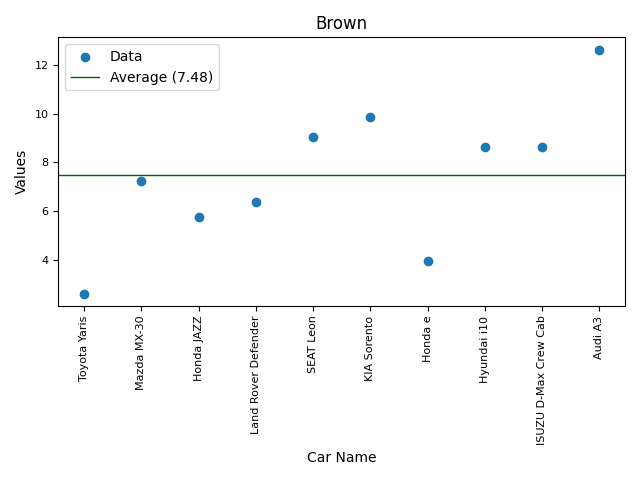 Brown
Data
Average (7.48)
Values
12
10
8
6
4
Toyota Yaris
Mazda MX-30
Honda JAZZ
Land Rover Defender
SEAT Leon
KIA Sorento
Honda e
Hyundai i10
ISUZU D-Max Crew Cab
Audi A3
Car Name